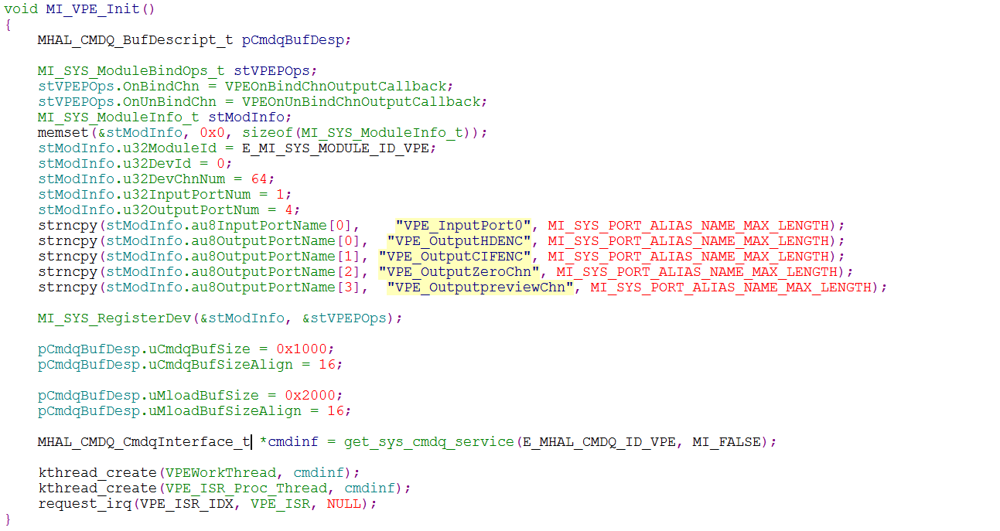 void MI_VPE_Init()
{
    MHAL_CMDQ_BufDescript_t pCmdqBufDesp;

    MI_SYS_ModuleBindOps_t stVPEPOps;
    stVPEPOps.OnBindChn = VPEOnBindChnOutputCallback;
    stVPEPOps.OnUnBindChn = VPEOnUnBindChnOutputCallback;
    MI_SYS_ModuleInfo_t stModInfo;
    memset(&stModInfo, 0x0, sizeof(MI_SYS_ModuleInfo_t));
    stModInfo.u32ModuleId = E_MI_SYS_MODULE_ID_VPE;
    stModInfo.u32DevId = 0;
    stModInfo.u32DevChnNum = 64;
    stModInfo.u32InputPortNum = 1;
    stModInfo.u32OutputPortNum = 4;
    strncpy(stModInfo.au8InputPortName[0],    "VPE_InputPort0", MI_SYS_PORT_ALIAS_NAME_MAX_LENGTH);
    strncpy(stModInfo.au8OutputPortName[0],  "VPE_OutputHDENC", MI_SYS_PORT_ALIAS_NAME_MAX_LENGTH);
    strncpy(stModInfo.au8OutputPortName[1], "VPE_OutputCIFENC", MI_SYS_PORT_ALIAS_NAME_MAX_LENGTH);
    strncpy(stModInfo.au8OutputPortName[2], "VPE_OutputZeroChn", MI_SYS_PORT_ALIAS_NAME_MAX_LENGTH);
    strncpy(stModInfo.au8OutputPortName[3],  "VPE_OutputpreviewChn", MI_SYS_PORT_ALIAS_NAME_MAX_LENGTH);

    MI_SYS_RegisterDev(&stModInfo, &stVPEPOps);

    pCmdqBufDesp.uCmdqBufSize = 0x1000;
    pCmdqBufDesp.uCmdqBufSizeAlign = 16;

    pCmdqBufDesp.uMloadBufSize = 0x2000;
    pCmdqBufDesp.uMloadBufSizeAlign = 16;

    MHAL_CMDQ_CmdqInterface_t *cmdinf = get_sys_cmdq_service(E_MHAL_CMDQ_ID_VPE, MI_FALSE);

    kthread_create(VPEWorkThread, cmdinf);
    kthread_create(VPE_ISR_Proc_Thread, cmdinf);
    request_irq(VPE_ISR_IDX, VPE_ISR, NULL);
}